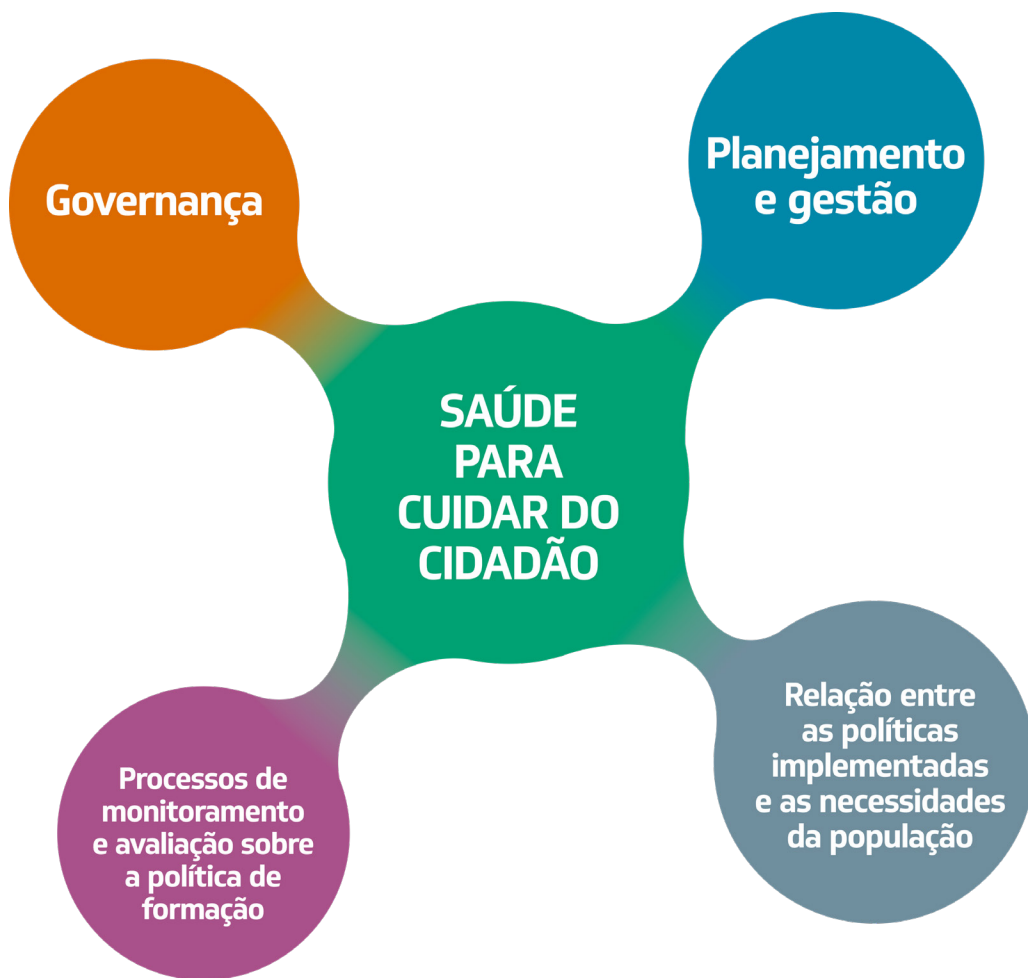 Governança
Planejamento
e gestão
SAÚDE
PARA
CUIDAR DO
CIDADÃO
Processos de
monitoramento
e avaliação sobre
a política de
formação
Relação entre
as políticas
implementadas
e as necessidades
da população